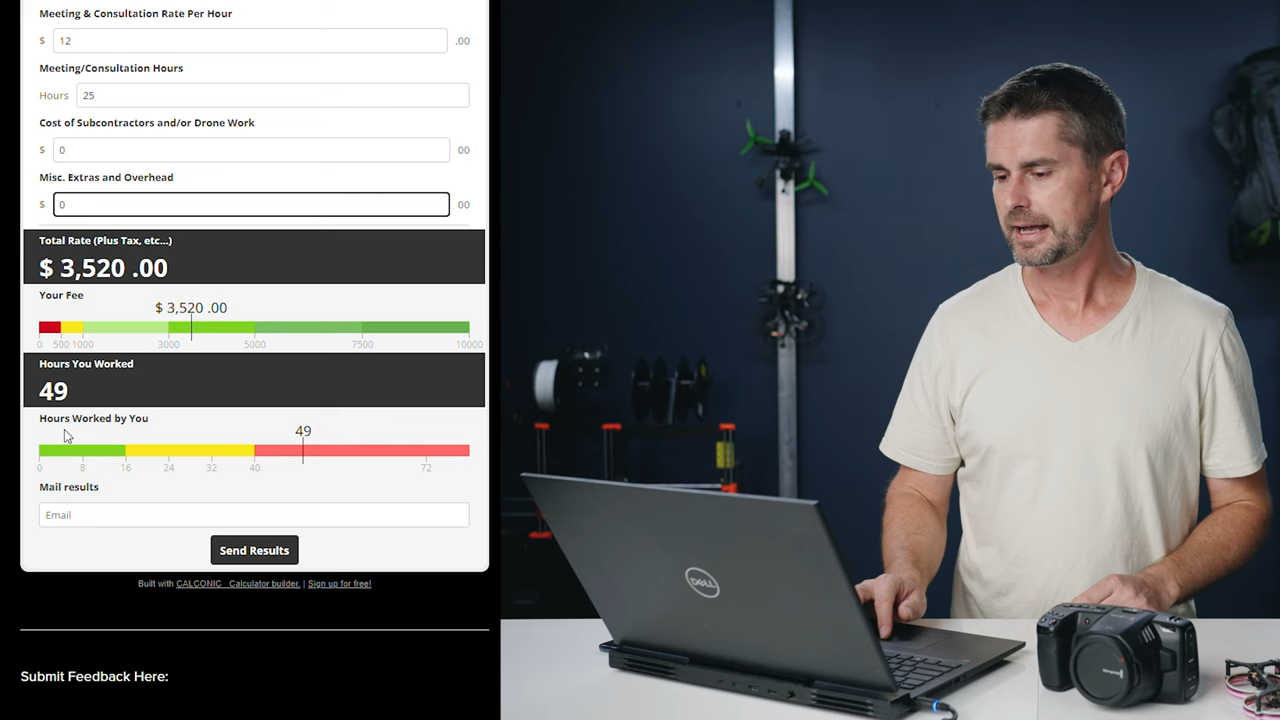 Meeting & Consultation Rate Per Hour
$ 12 .00
Meeting/Consultation Hours
Hours 25
Cost of Subcontractors and/or Drone Work
$ 0 00
Misc. Extras and Overhead
$ 0 00
Total Rate (Plus Tax, etc...)
$ 3,520 .00
Your Fee
$ 3,520 .00
0 500 1000 3000 5000 7500 10000
Hours You Worked
49
Hours Worked by You
49
0 8 16 24 32 40 72
Mail results
Email
Send Results
Built with CALCONIC_ Calculator builder. | Sign up for free!
Submit Feedback Here:
DELL